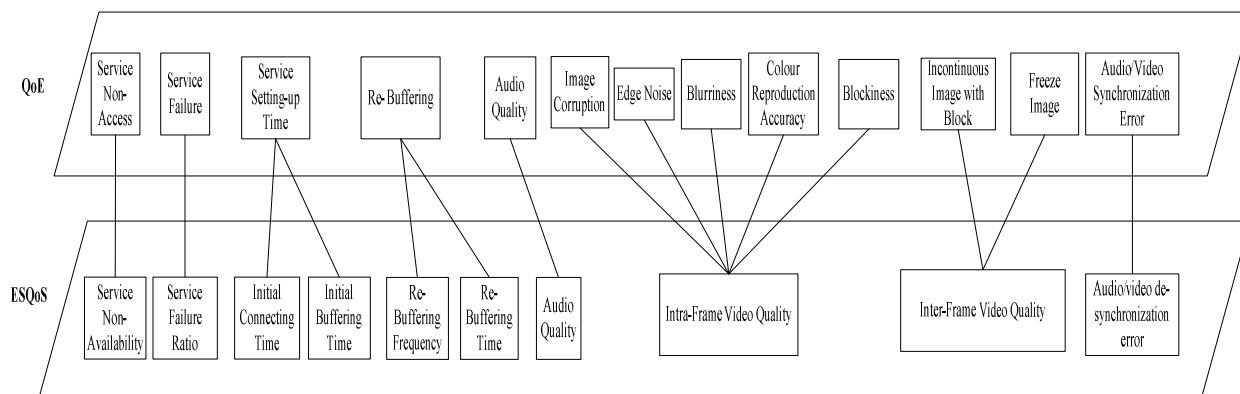 QoE
Service
Non-
Access
Service
Failure
Service
Setting-up
Time
Re- Buffering
Audio
Quality
Image
Corruption
Edge Noise
Blurriness
Colour
Reproduction
Accuracy
Blockiness
Incontinuous
Image with
Block
Freeze
Image
Audio/Video
Synchronization
Error
ESQoS
Service
Non-
Availability
Service
Failure
Ratio
Initial
Connecting
Time
Initial
Buffering
Time
Re-
Buffering
Frequency
Re-
Buffering
Time
Audio
Quality
Intra-Frame Video Quality
Inter-Frame Video Quality
Audio/video de-
synchronization
error